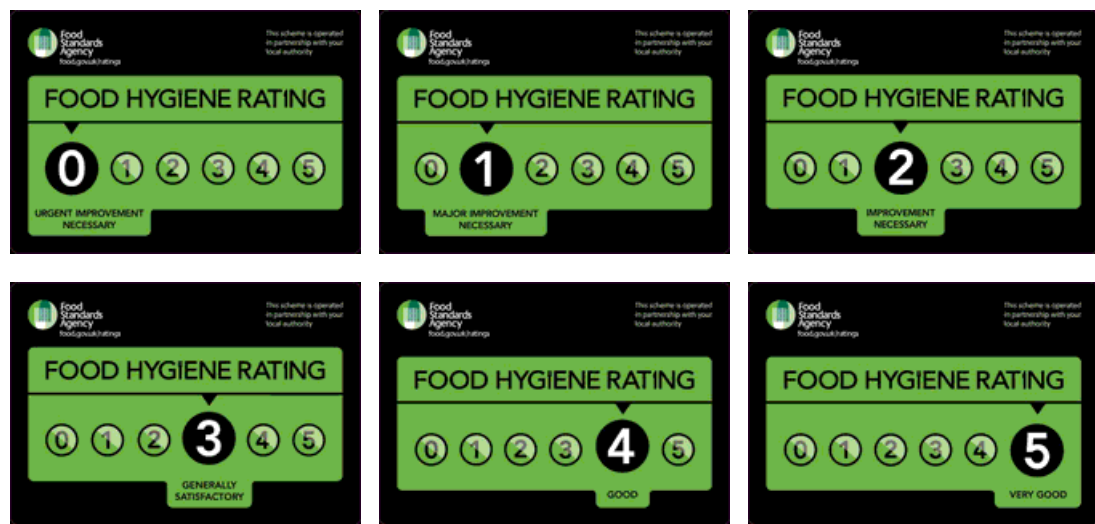 Food
Standards
Agency
food.gov.uk/ratings
This scheme is operated
in partnership with your
local authority
FOOD HYGIENE RATING
0 1 2 3 4 5
URGENT IMPROVEMENT
NECESSARY
Food
Standards
Agency
food.gov.uk/ratings
This scheme is operated
in partnership with your
local authority
FOOD HYGIENE RATING
0 1 2 3 4 5
MAJOR IMPROVEMENT
NECESSARY
Food
Standards
Agency
food.gov.uk/ratings
This scheme is operated
in partnership with your
local authority
FOOD HYGIENE RATING
0 1 2 3 4 5
IMPROVEMENT
NECESSARY
Food
Standards
Agency
food.gov.uk/ratings
This scheme is operated
in partnership with your
local authority
FOOD HYGIENE RATING
0 1 2 3 4 5
GENERALLY
SATISFACTORY
Food
Standards
Agency
food.gov.uk/ratings
This scheme is operated
in partnership with your
local authority
FOOD HYGIENE RATING
0 1 2 3 4 5
GOOD
Food
Standards
Agency
food.gov.uk/ratings
This scheme is operated
in partnership with your
local authority
FOOD HYGIENE RATING
0 1 2 3 4 5
VERY GOOD